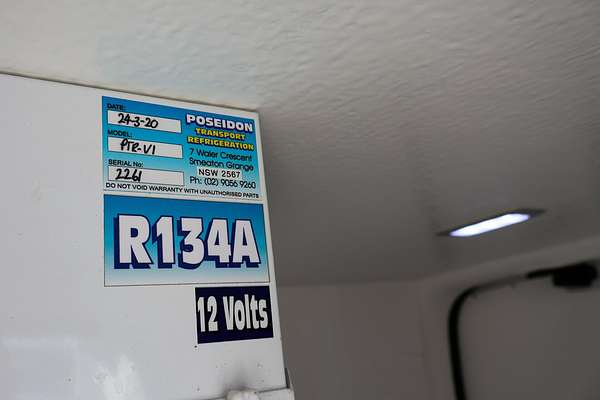 DATE:
24-3-20
MODEL:
PTR-V1
SERIAL No:
2261
POSEIDON
TRANSPORT
REFRIGERATION
7 Waler Crescent
Smeaton Grange
NSW 2567
Ph: (02) 9056 9260
DO NOT VOID WARRANTY WITH UNAUTHORISED PARTS
R134A
12 Volts